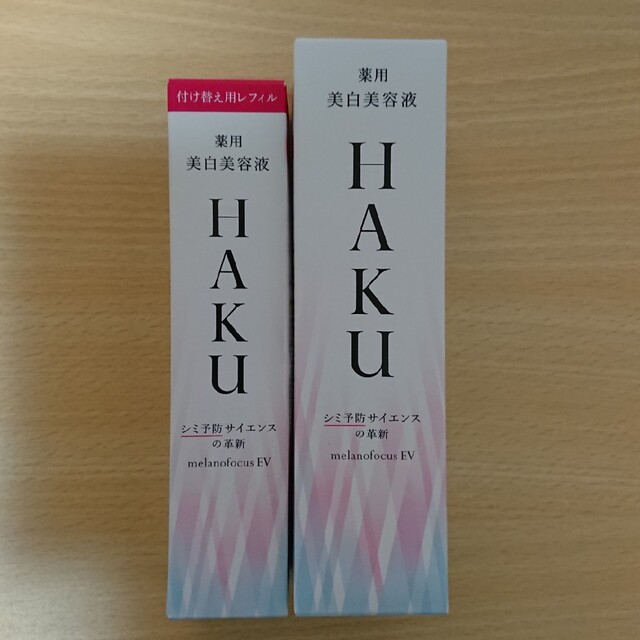 付け替え用レフィル
薬用
美白美容液
HAKU
シミ予防サイエンス
の革新
melanofocus EV
薬用
美白美容液
HAKU
シミ予防サイエンス
の革新
melanofocus EV